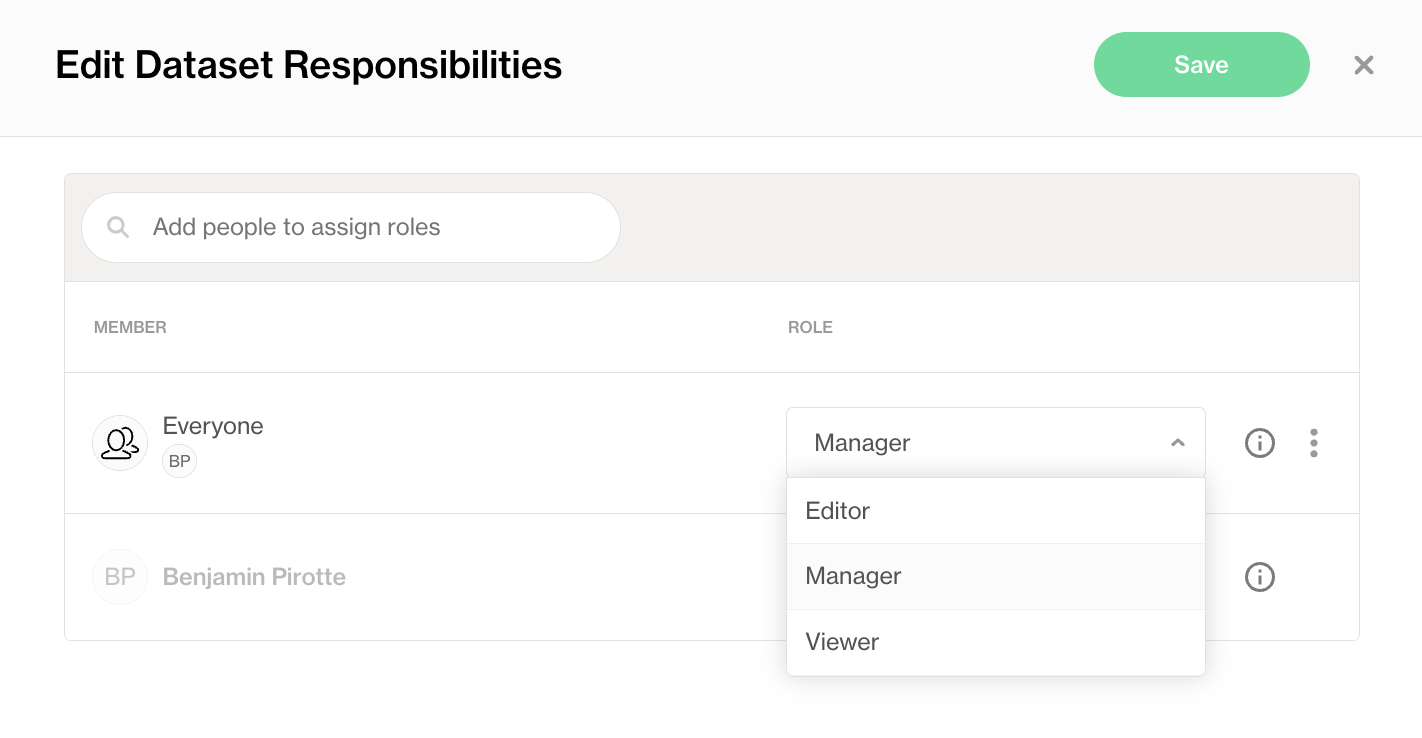 Edit Dataset Responsibilities
Save
Add people to assign roles
MEMBER
ROLE
Everyone
BP
Manager
Editor
Manager
Viewer
BP
Benjamin Pirotte